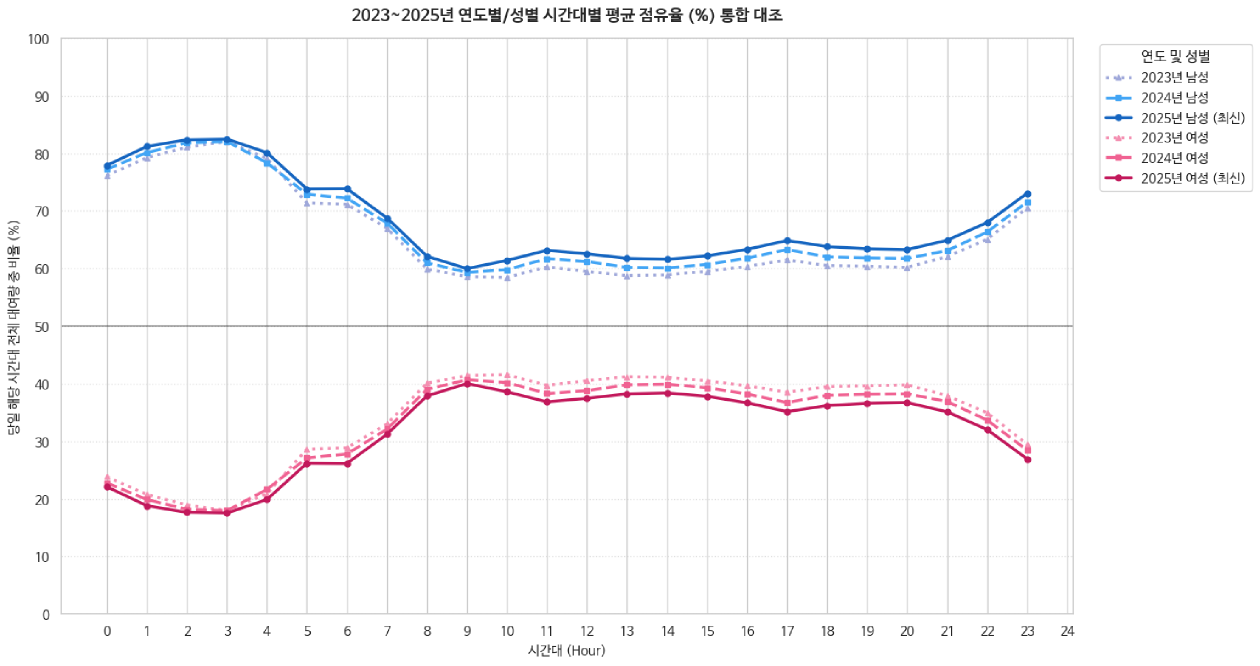 2023~2025년 연도별/성별 시간대별 평균 점유율 (%) 통합 대조
당일 해당 시간대 전체 대여량 중 비율 (%)
100
90
80
70
60
50
40
30
20
10
0
0 1 2 3 4 5 6 7 8 9 10 11 12 13 14 15 16 17 18 19 20 21 22 23 24
시간대 (Hour)
연도 및 성별
2023년 남성
2024년 남성
2025년 남성 (최신)
2023년 여성
2024년 여성
2025년 여성 (최신)